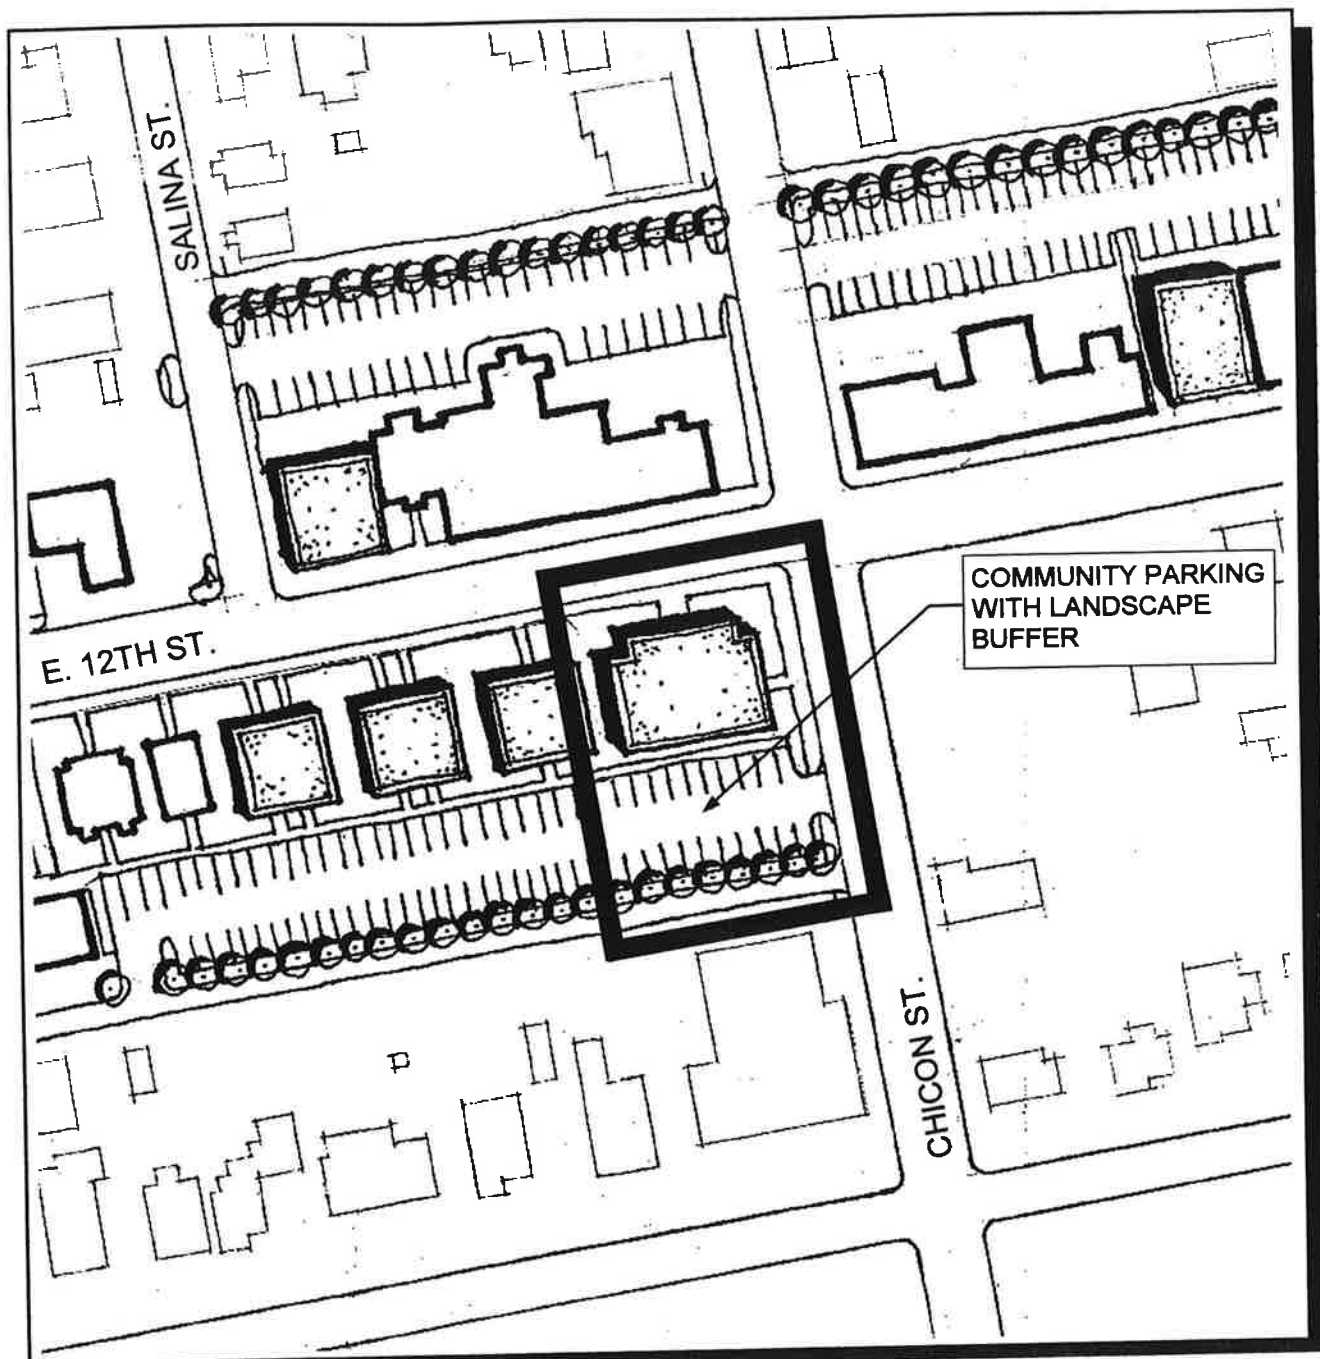 SALINA ST.
COMMUNITY PARKING
WITH LANDSCAPE
BUFFER
E. 12TH ST.
CHICON ST.